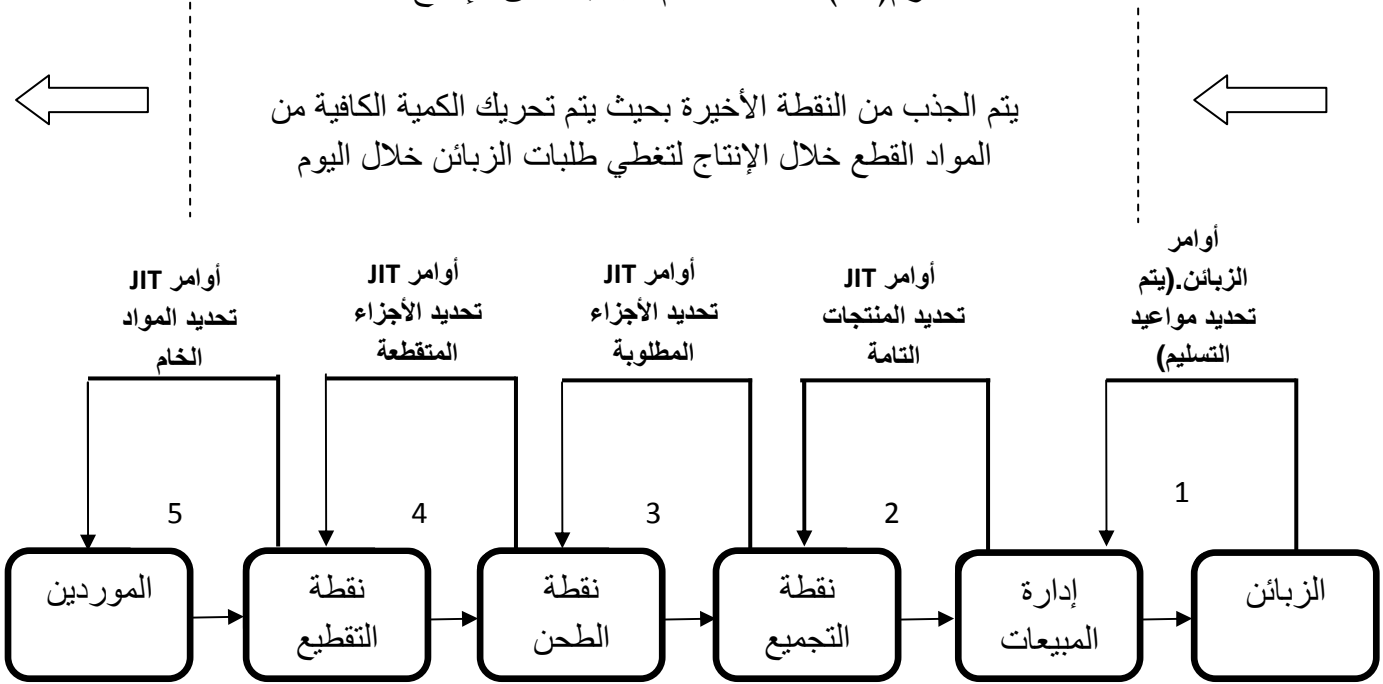 يتم الجذب من النقطة الأخيرة بحيث يتم تحريك الكمية الكافية من
المواد القطع خلال الإنتاج لتغطي طلبات الزبائن خلال اليوم
أوامر
الزبائن.(يتم
تحديد مواعيد
التسليم)
أوامر JIT
تحديد المنتجات
التامة
أوامر JIT
تحديد الأجزاء
المطلوبة
أوامر JIT
تحديد الأجزاء
المتقطعة
أوامر JIT
تحديد المواد
الخام
1
2
3
4
5
الزبائن
إدارة
المبيعات
نقطة
التجميع
نقطة
الطحن
نقطة
التقطيع
الموردين